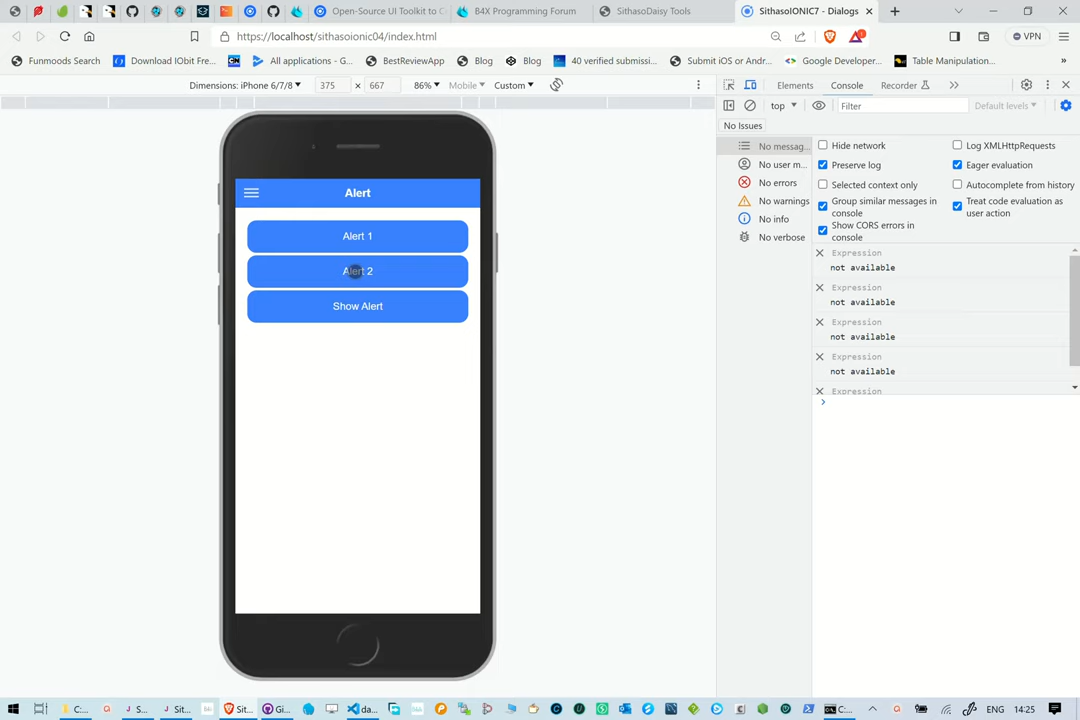 Open-Source UI Toolkit to C
B4X Programming Forum
SithasoDaisy Tools
SithasoIONIC7 - Dialogs
https://sithasoionic04/index.html
VPN
Funmoods Search
Download IObit Fre...
All applications - G...
BestReviewApp
Blog
Blog
40 verified submissi...
Submit iOS or Andr...
Google Developer...
Table Manipulation...
»
Dimensions: iPhone 6/7/8
375
x
667
86%
Mobile
Custom
Elements
Console
Recorder
»
top
Filter
Default levels
No Issues
No messag...
No user m...
No errors
No warnings
No info
No verbose
Hide network
Log XMLHttpRequests
Preserve log
Eager evaluation
Selected context only
Autocomplete from history
Group similar messages in
console
Treat code evaluation as
user action
Show CORS errors in
console
Expression
not available
Expression
not available
Expression
not available
Expression
not available
Expression
Alert
Alert 1
Alert 2
Show Alert
C:...
S...
Sit...
Sit...
Gi...
da...
C:...
ENG
14:25